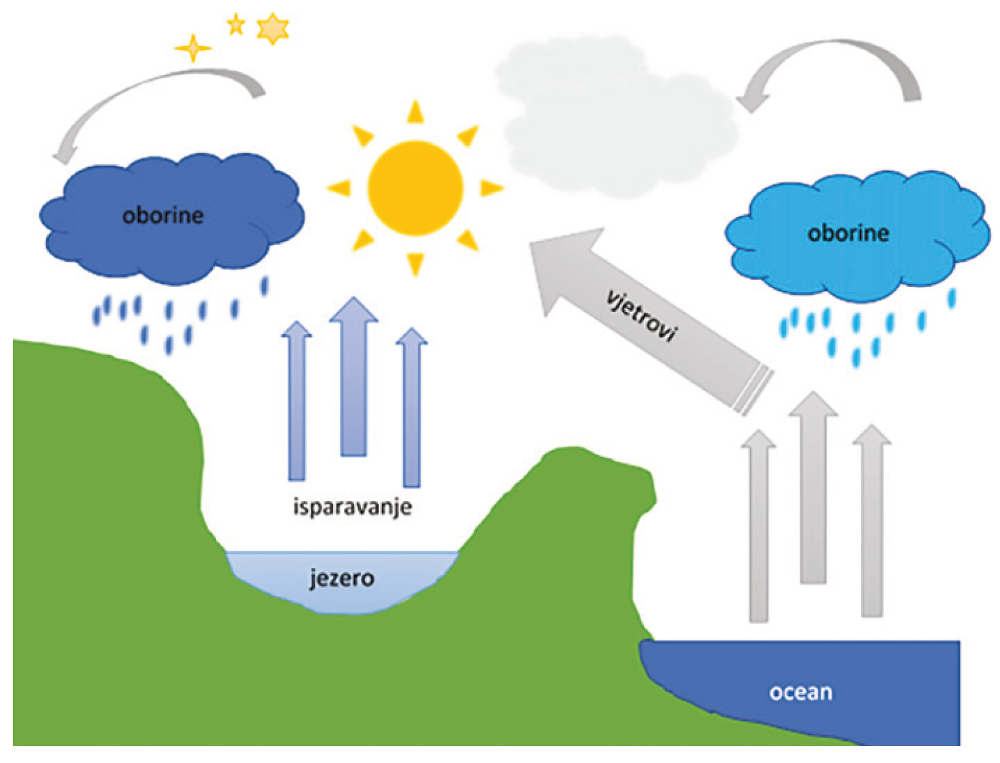 oborine
oborine
vjetrovi
isparavanje
jezero
ocean